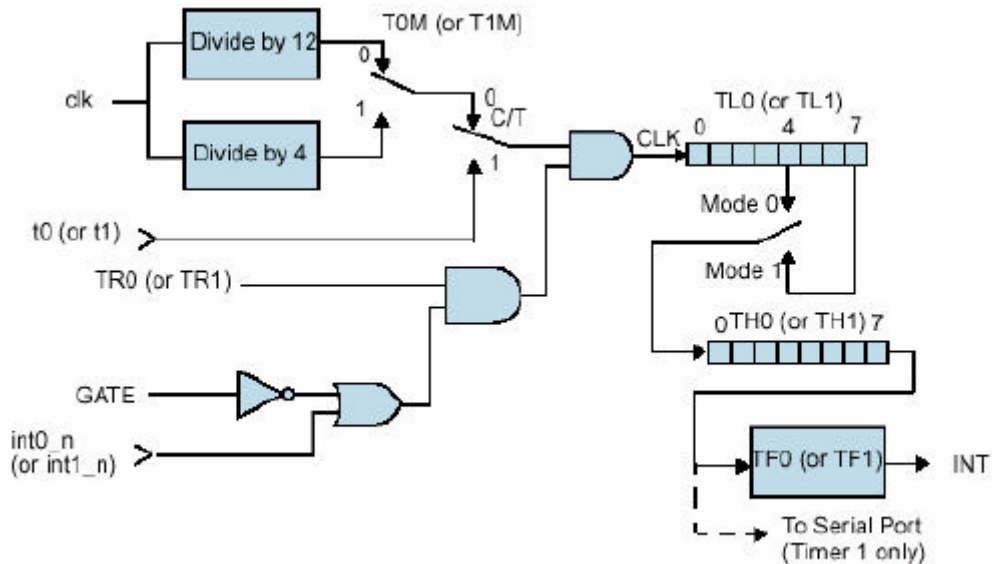 Divide by 12
T0M (or T1M)
0
clk
1
0
C/T
TL0 (or TL1)
0 4 7
CLK
Divide by 4
1
Mode 0
t0 (or t1)
Mode 1
TR0 (or TR1)
0 TH0 (or TH1) 7
GATE
int0_n
(or int1_n)
TF0 (or TF1)
INT
To Serial Port
(Timer 1 only)